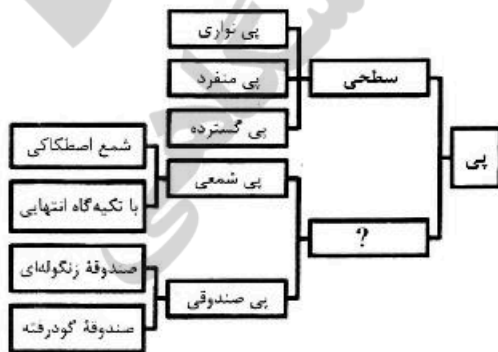 پی
سطحی
پی نواری
پی منفرد
پی گسترده
?
پی شمعی
شمع اصطکاکی
با تکیه‌گاه انتهایی
پی صندوقی
صندوقهٔ زنگوله‌ای
صندوقهٔ گودرفته